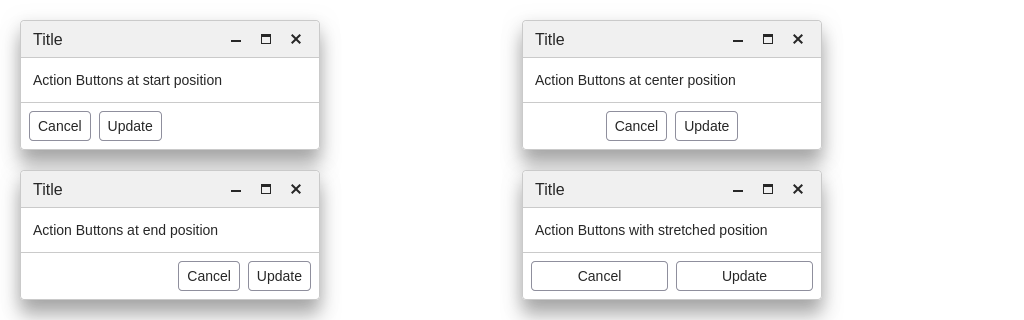 Title
Action Buttons at start position
Cancel Update
Title
Action Buttons at center position
Cancel Update
Title
Action Buttons at end position
Cancel Update
Title
Action Buttons with stretched position
Cancel Update